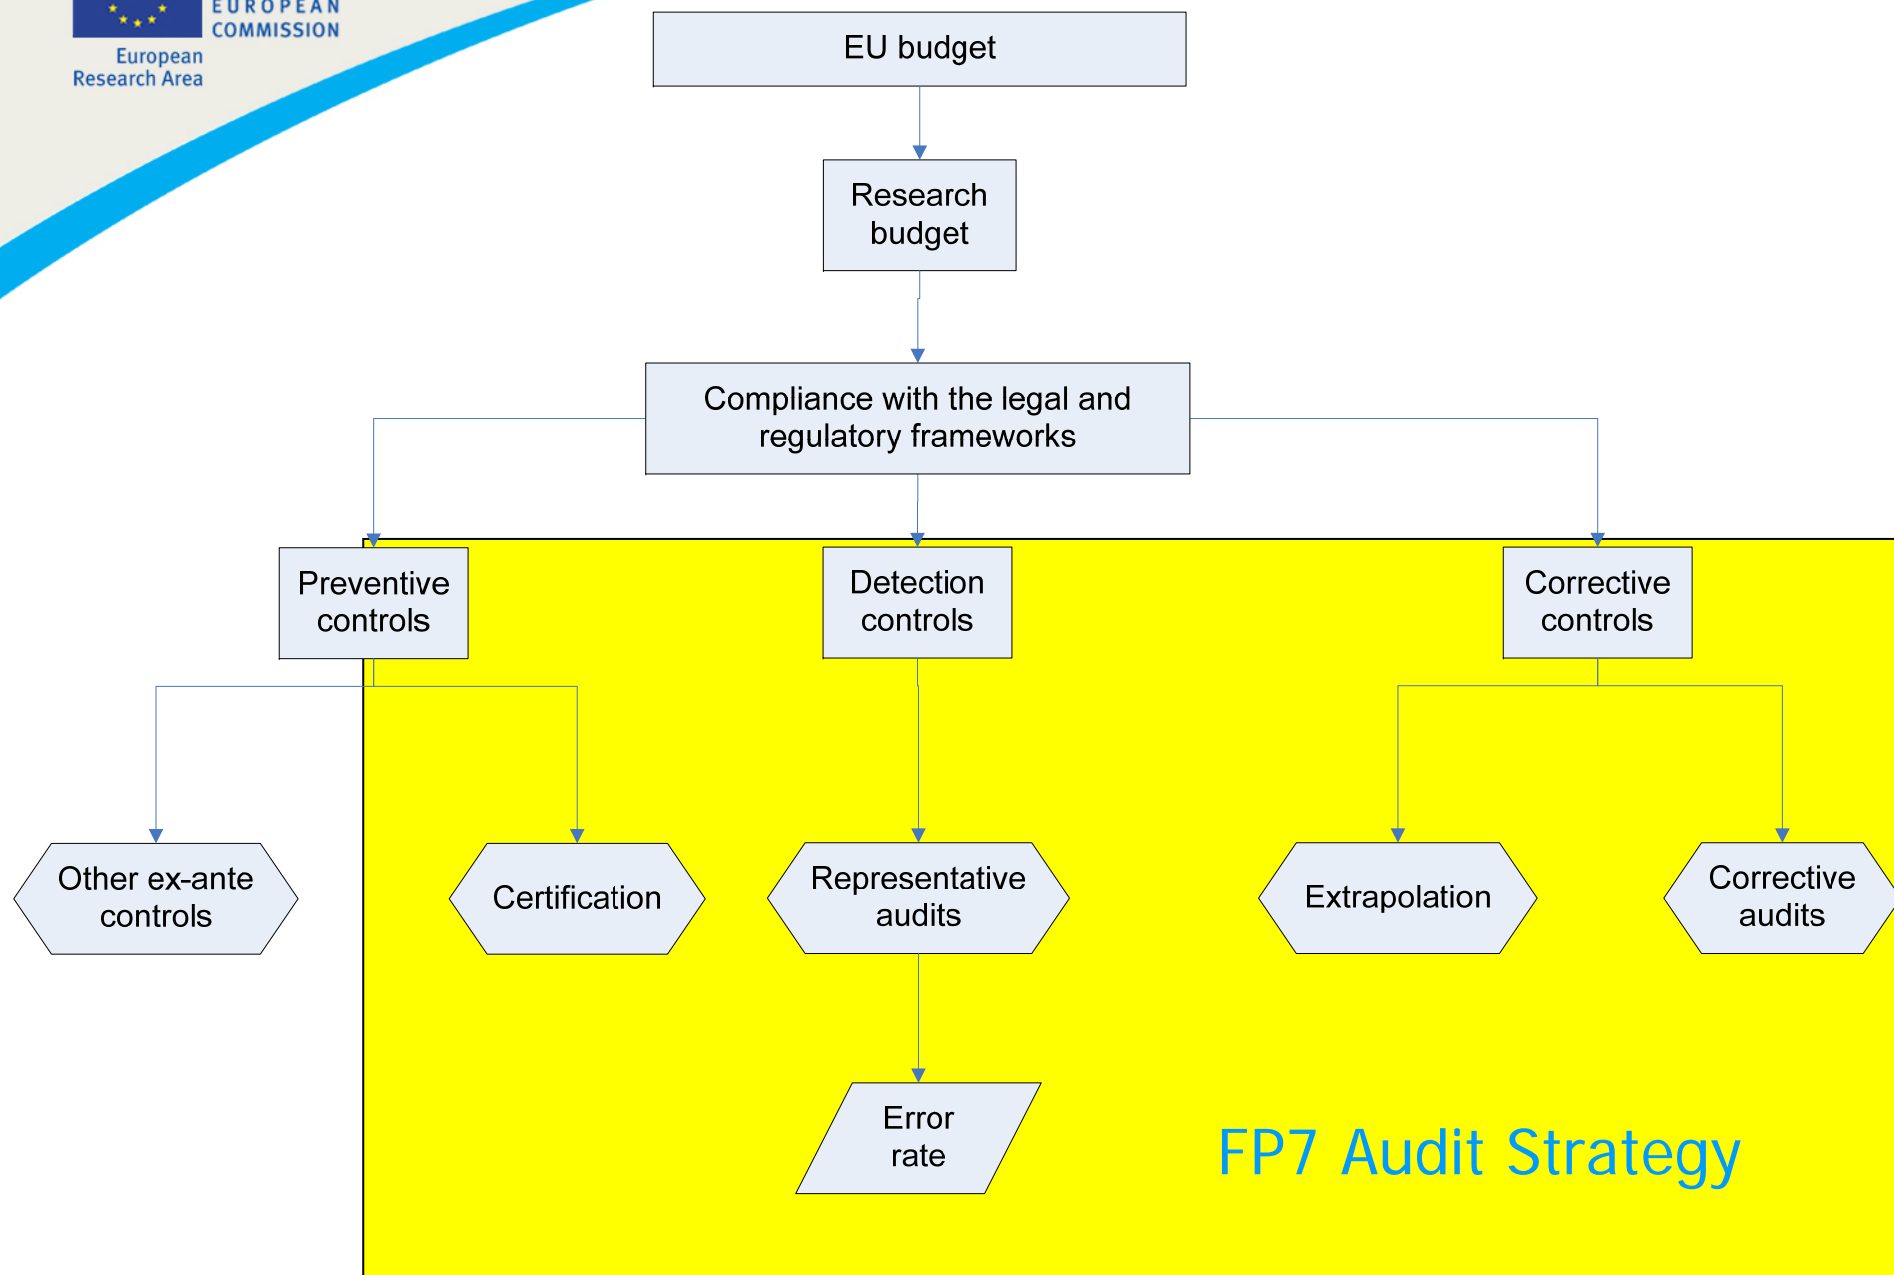 EUROPEAN
COMMISSION
European
Research Area
EU budget
Research
budget
Compliance with the legal and
regulatory frameworks
Preventive
controls
Detection
controls
Corrective
controls
Other ex-ante
controls
Certification
Representative
audits
Extrapolation
Corrective
audits
Error
rate
FP7 Audit Strategy